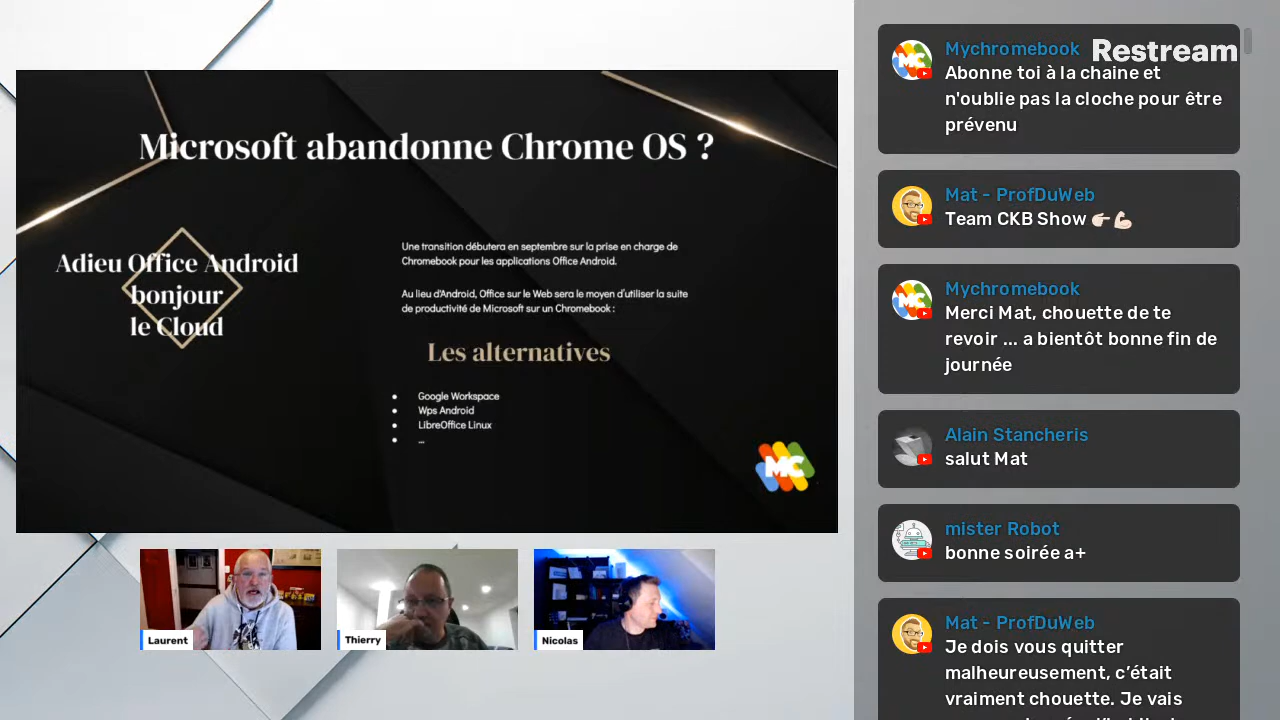 Microsoft abandonne Chrome OS ?
Adieu Office Android
bonjour
le Cloud
Une transition débutera en septembre sur la prise en charge de
Chromebook pour les applications Office Android.
Au lieu d'Android, Office sur le Web sera le moyen d'utiliser la suite
de productivité de Microsoft sur un Chromebook :
Les alternatives
● Google Workspace
● Wps Android
● LibreOffice Linux
● ...
MC
Laurent
Thierry
Nicolas
Restream
Mychromebook
Abonne toi à la chaine et
n'oublie pas la cloche pour être
prévenu
Mat - ProfDuWeb
Team CKB Show 👉🏻💪🏻
Mychromebook
Merci Mat, chouette de te
revoir ... a bientôt bonne fin de
journée
Alain Stancheris
salut Mat
mister Robot
bonne soirée a+
Mat - ProfDuWeb
Je dois vous quitter
malheureusement, c’était
vraiment chouette. Je vais